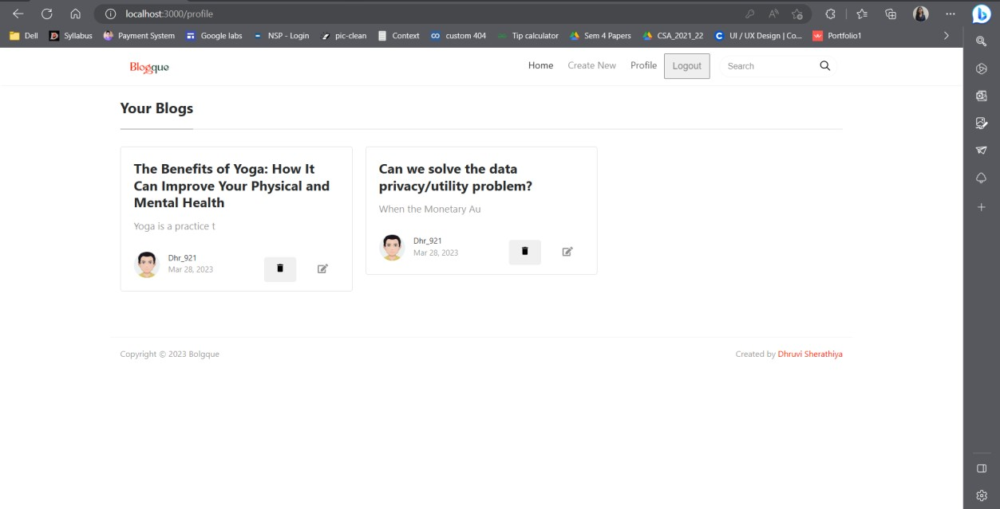 localhost:3000/profile
Dell Syllabus Payment System Google labs NSP - Login pic-clean Context custom 404 Tip calculator Sem 4 Papers CSA_2021_22 UI / UX Design | Co... Portfolio1
Blogque Home Create New Profile Logout Search
Your Blogs
The Benefits of Yoga: How It
Can Improve Your Physical and
Mental Health
Yoga is a practice t
Dhr_921
Mar 28, 2023
Can we solve the data
privacy/utility problem?
When the Monetary Au
Dhr_921
Mar 28, 2023
Copyright © 2023 Bolgque Created by Dhruvi Sherathiya